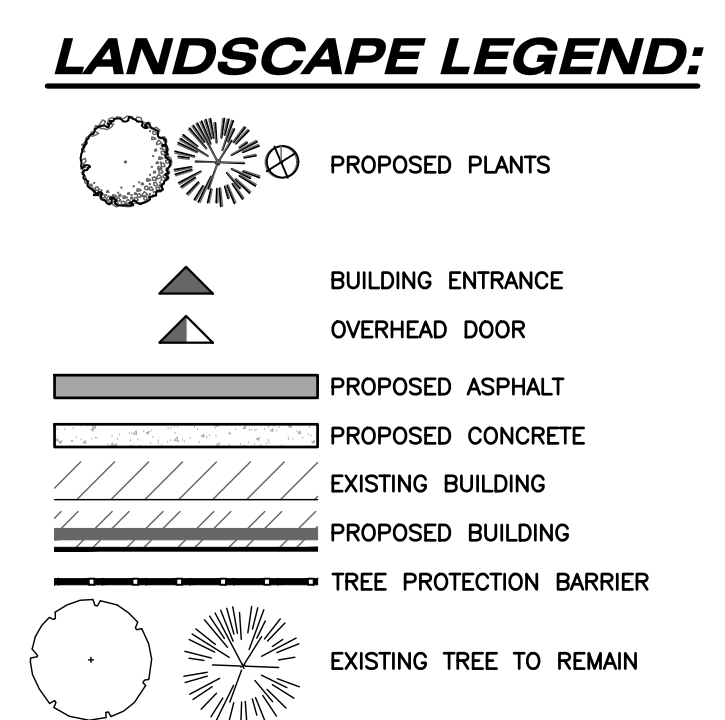 LANDSCAPE LEGEND:
PROPOSED PLANTS
BUILDING ENTRANCE
OVERHEAD DOOR
PROPOSED ASPHALT
PROPOSED CONCRETE
EXISTING BUILDING
PROPOSED BUILDING
TREE PROTECTION BARRIER
EXISTING TREE TO REMAIN